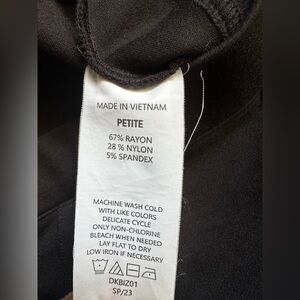 MADE IN VIETNAM
PETITE
67% RAYON
28% NYLON
5% SPANDEX
MACHINE WASH COLD
WITH LIKE COLORS
DELICATE CYCLE
ONLY NON-CHLORINE
BLEACH WHEN NEEDED
LAY FLAT TO DRY
LOW IRON IF NECESSARY
DKBIZ01
SP/23